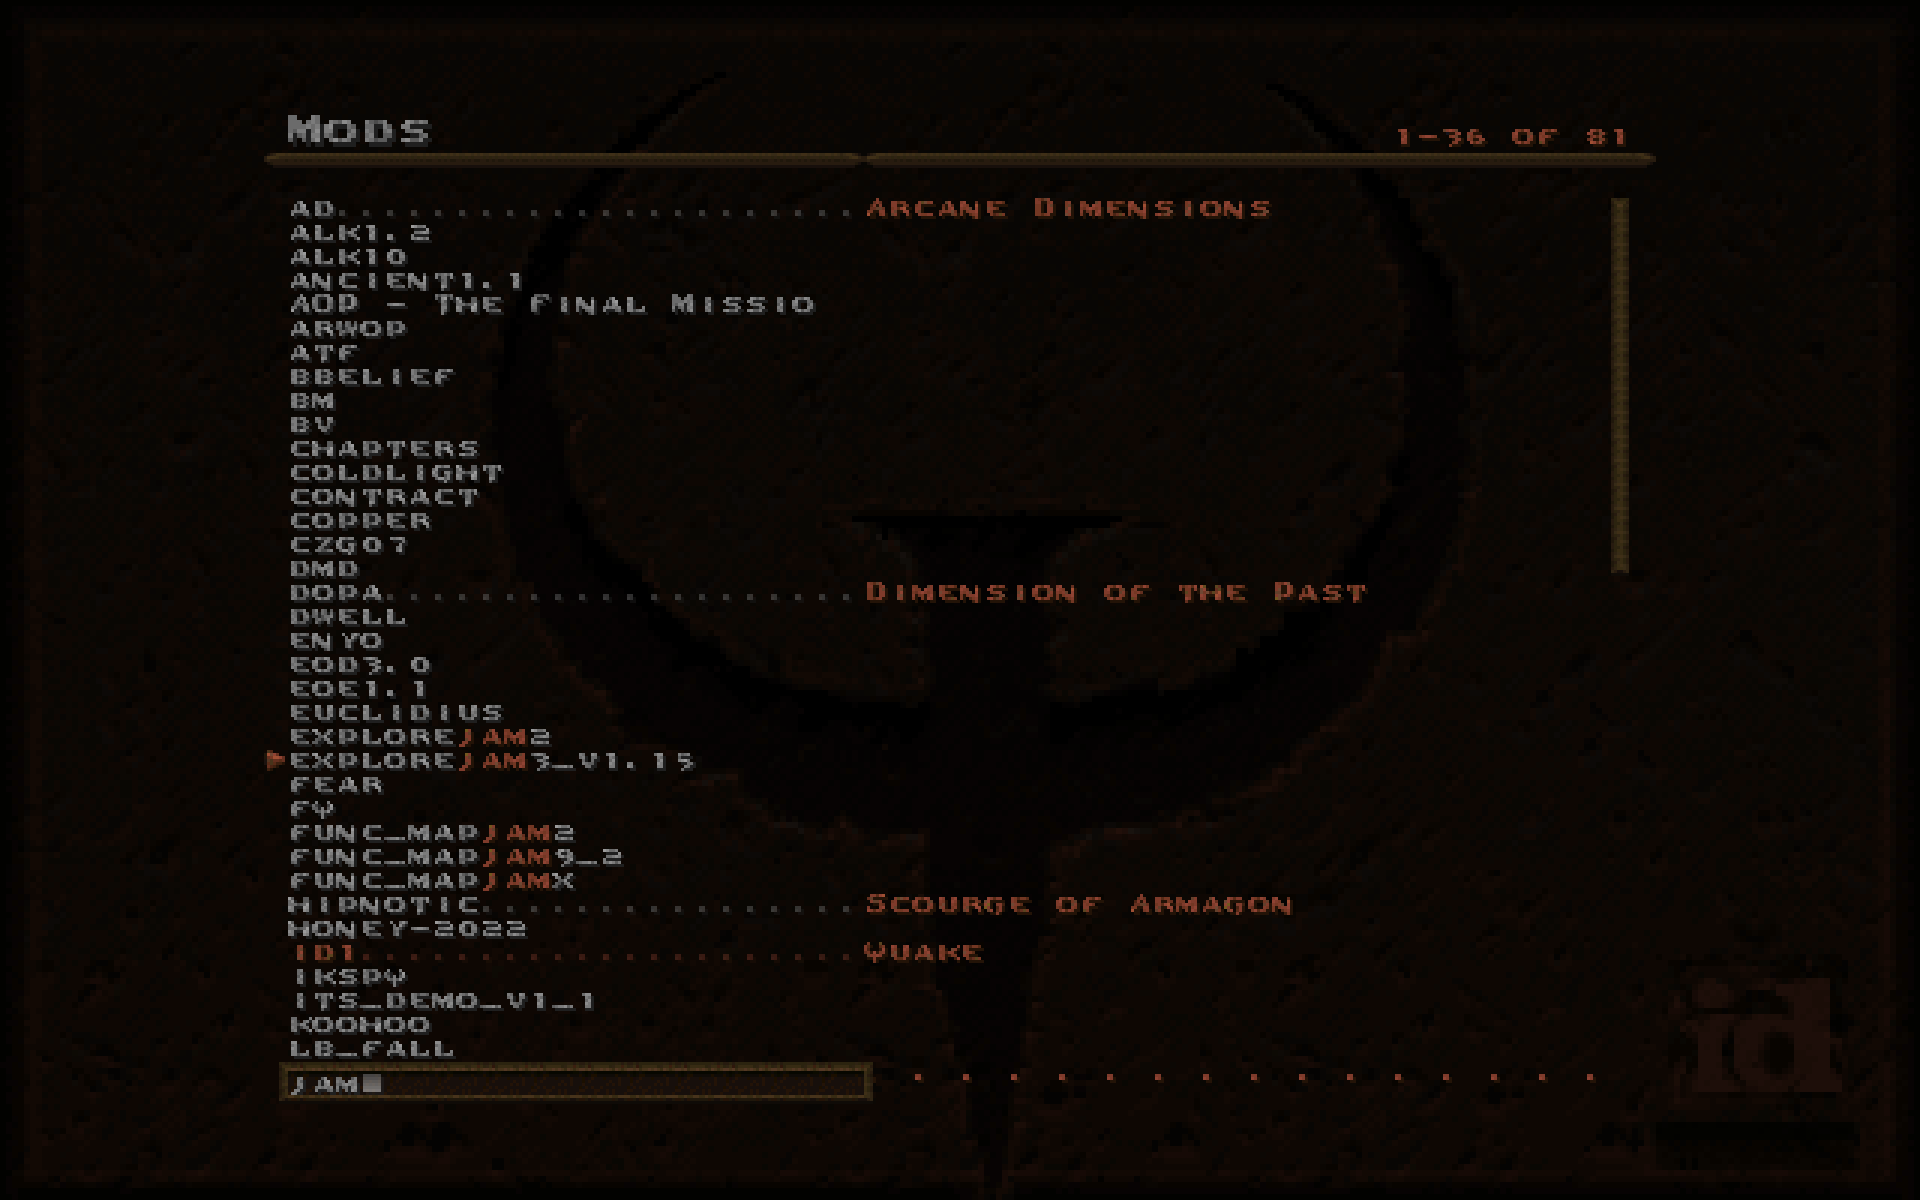 MODS
1-36 OF 81
AD......................ARCANE DIMENSIONS
ALK1.2
ALK10
ANCIENT1.1
AOP - THE FINAL MISSIO
ARWOP
ATF
BBELIEF
BM
BV
CHAPTERS
COLDLIGHT
CONTRACT
COPPER
CZG07
DMD
DOPA....................DIMENSION OF THE PAST
DWELL
ENYO
EOD3.0
EOE1.1
EUCLIDIUS
EXPLOREJAM2
EXPLOREJAM3_V1.15
FEAR
FQ
FUNC_MAPJAM2
FUNC_MAPJAM9_2
FUNC_MAPJAMX
HIPNOTIC................SCOURGE OF ARMAGON
HONEY-2022
ID1.....................QUAKE
IKSPQ
ITS_DEMO_V1_1
KOOHOO
LB_FALL
JAM
id